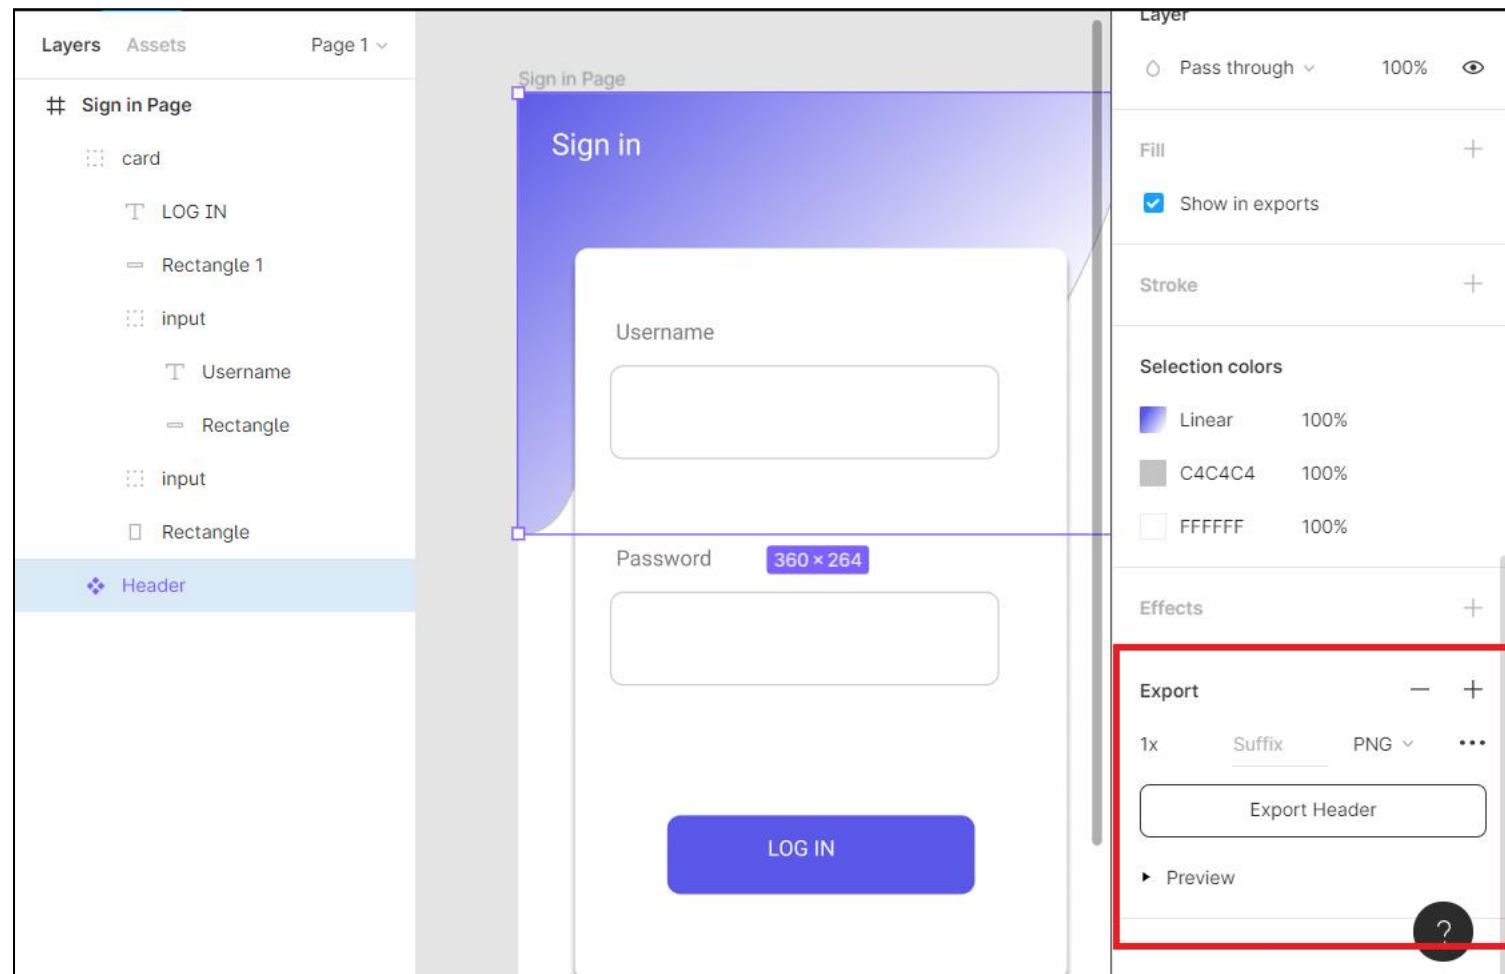 Layers Assets Page 1
Sign in Page
card
LOG IN
Rectangle 1
input
Username
Rectangle
input
Rectangle
Header
Sign in Page
Sign in
Username
Password
360 × 264
LOG IN
Layer
Pass through 100%
Fill
Show in exports
Stroke
Selection colors
Linear 100%
C4C4C4 100%
FFFFFF 100%
Effects
Export
1x Suffix PNG
Export Header
Preview
?